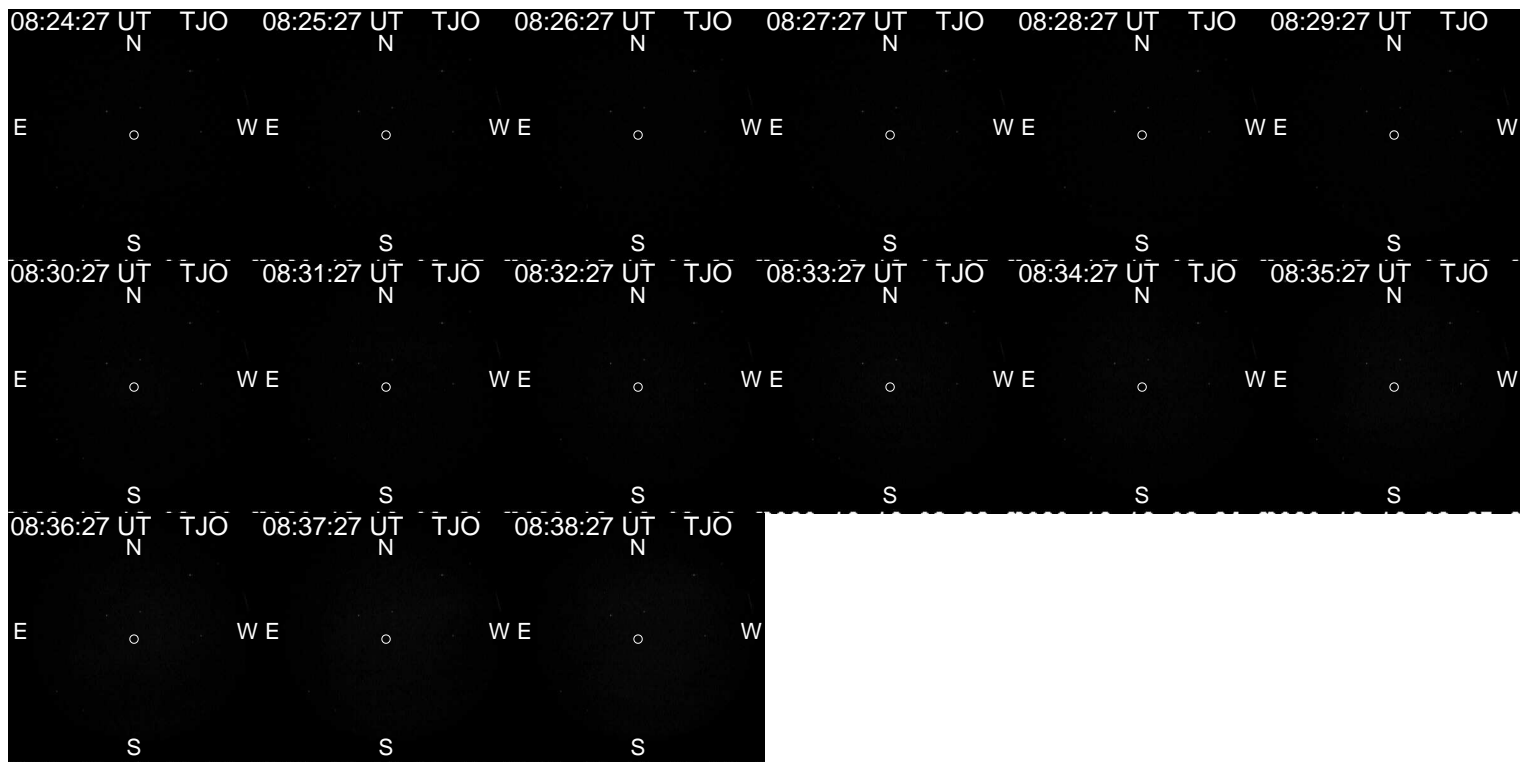 08:24:27 UT TJO 08:25:27 UT TJO 08:26:27 UT TJO 08:27:27 UT TJO 08:28:27 UT TJO 08:29:27 UT TJO
N N N N N N
E W E W E W E W E W E W
S S S S S S
08:30:27 UT TJO 08:31:27 UT TJO 08:32:27 UT TJO 08:33:27 UT TJO 08:34:27 UT TJO 08:35:27 UT TJO
N N N N N N
E W E W E W E W E W E W
S S S S S S
08:36:27 UT TJO 08:37:27 UT TJO 08:38:27 UT TJO
N N N
E W E W E W
S S S